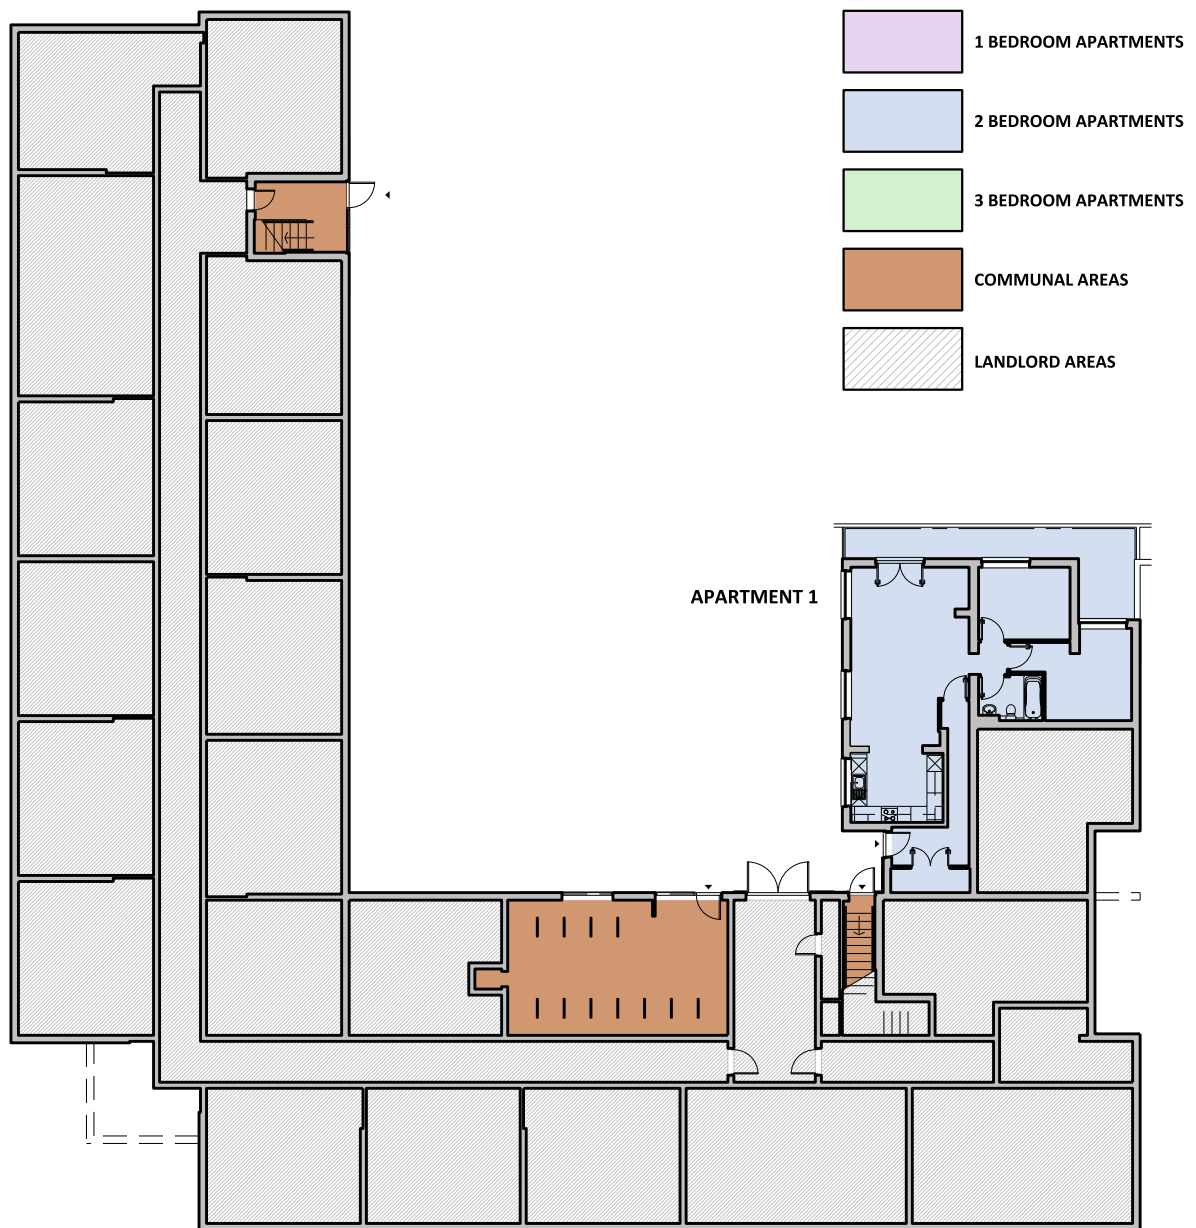 1 BEDROOM APARTMENTS
2 BEDROOM APARTMENTS
3 BEDROOM APARTMENTS
COMMUNAL AREAS
LANDLORD AREAS
APARTMENT 1